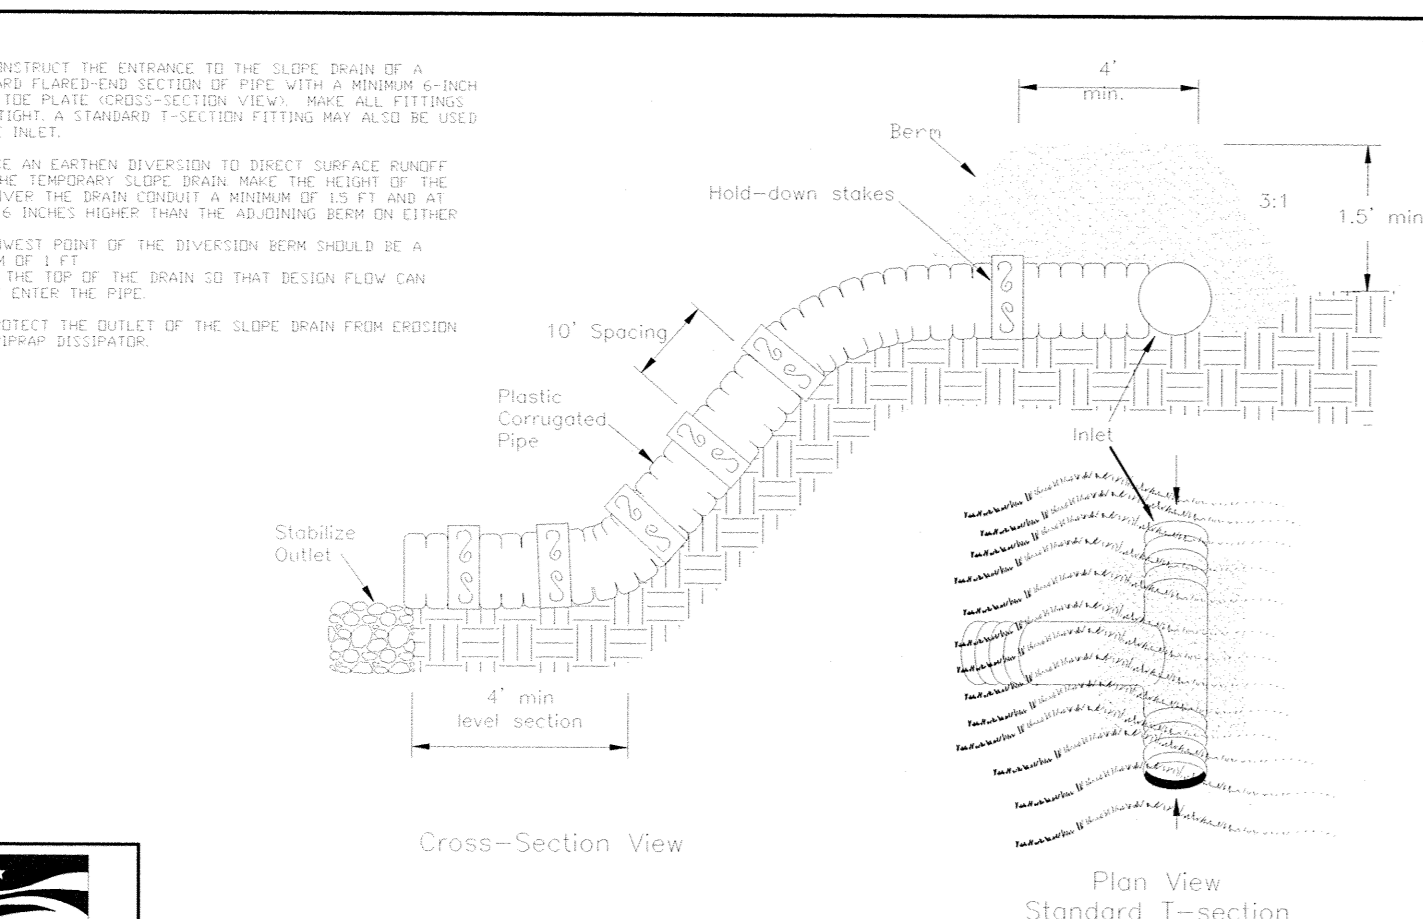 NSTRUCT THE ENTRANCE TO THE SLOPE DRAIN OF A
ARD FLARED-END SECTION OF PIPE WITH A MINIMUM 6-INCH
TOE PLATE (CROSS-SECTION VIEW). MAKE ALL FITTINGS
TIGHT. A STANDARD T-SECTION FITTING MAY ALSO BE USED
E INLET.
CE AN EARTHEN DIVERSION TO DIRECT SURFACE RUNOFF
HE TEMPORARY SLOPE DRAIN. MAKE THE HEIGHT OF THE
OVER THE DRAIN CONDUIT A MINIMUM OF 1.5 FT AND AT
6 INCHES HIGHER THAN THE ADJOINING BERM ON EITHER
WEST POINT OF THE DIVERSION BERM SHOULD BE A
M OF 1 FT
THE TOP OF THE DRAIN SO THAT DESIGN FLOW CAN
ENTER THE PIPE.
OTECT THE OUTLET OF THE SLOPE DRAIN FROM EROSION
IPRAP DISSIPATOR.
4'
min.
Berm
Hold-down stakes
3:1
1.5' min
10' Spacing
Plastic
Corrugated
Pipe
Inlet
Stabilize
Outlet
4' min
level section
Cross-Section View
Plan View
Standard T-section